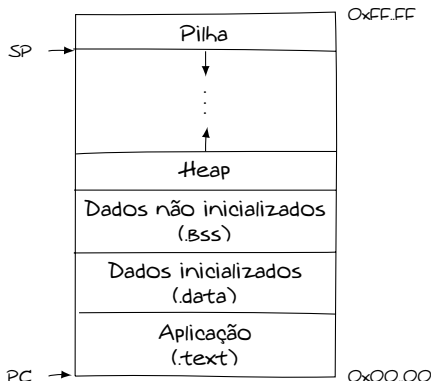 0xFF..FF
Pilha
SP
Heap
Dados não inicializados
(.BSS)
Dados inicializados
(.data)
Aplicação
(.text)
PC
0x00..00